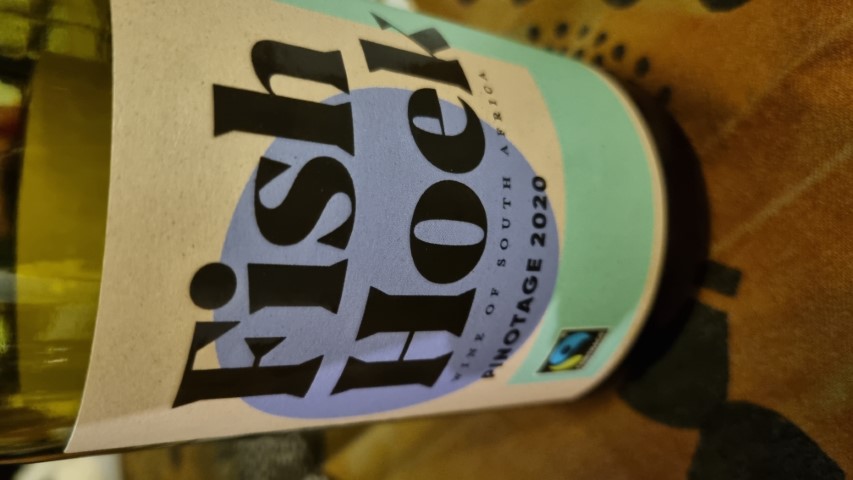 Fish
Hoek
WINE OF SOUTH AFRICA
PINOTAGE 2020